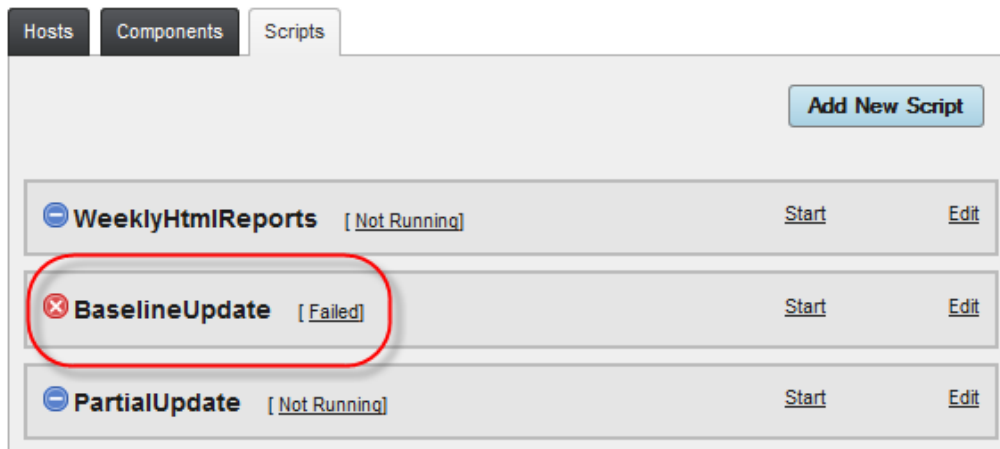 Hosts Components Scripts
Add New Script
WeeklyHtmlReports [ Not Running] Start Edit
BaselineUpdate [ Failed] Start Edit
PartialUpdate [ Not Running] Start Edit